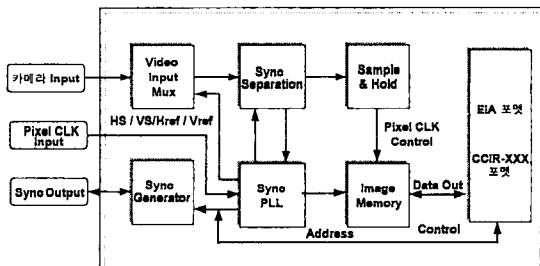 카메라 Input
Video
Input
Mux
Sync
Separation
Sample
& Hold
EIA 포멧
CCIR-XXX
포멧
HS / VS/Href / Vref
Pixel CLK
Input
Pixel CLK
Control
Sync Output
Sync
Generator
Sync
PLL
Image
Memory
Data Out
Address
Control